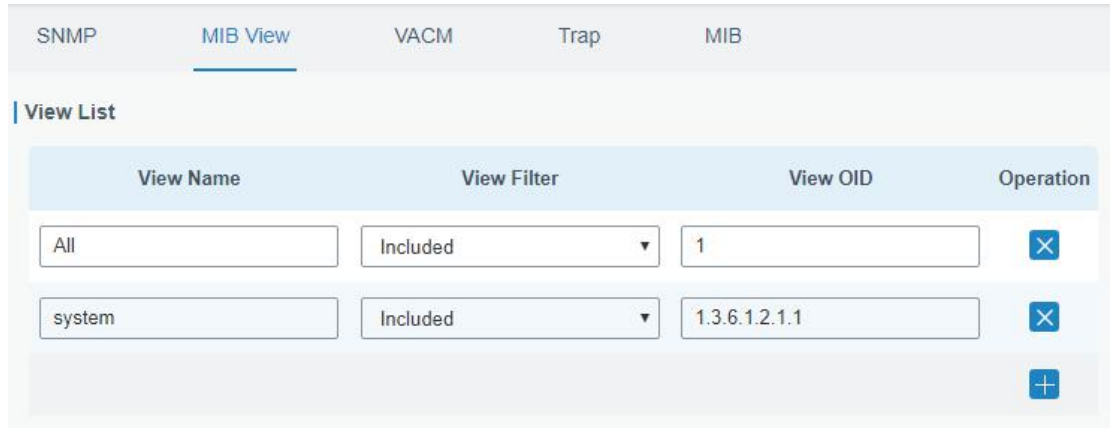 SNMP MIB View VACM Trap MIB
View List
View Name View Filter View OID Operation
All Included 1
system Included 1.3.6.1.2.1.1